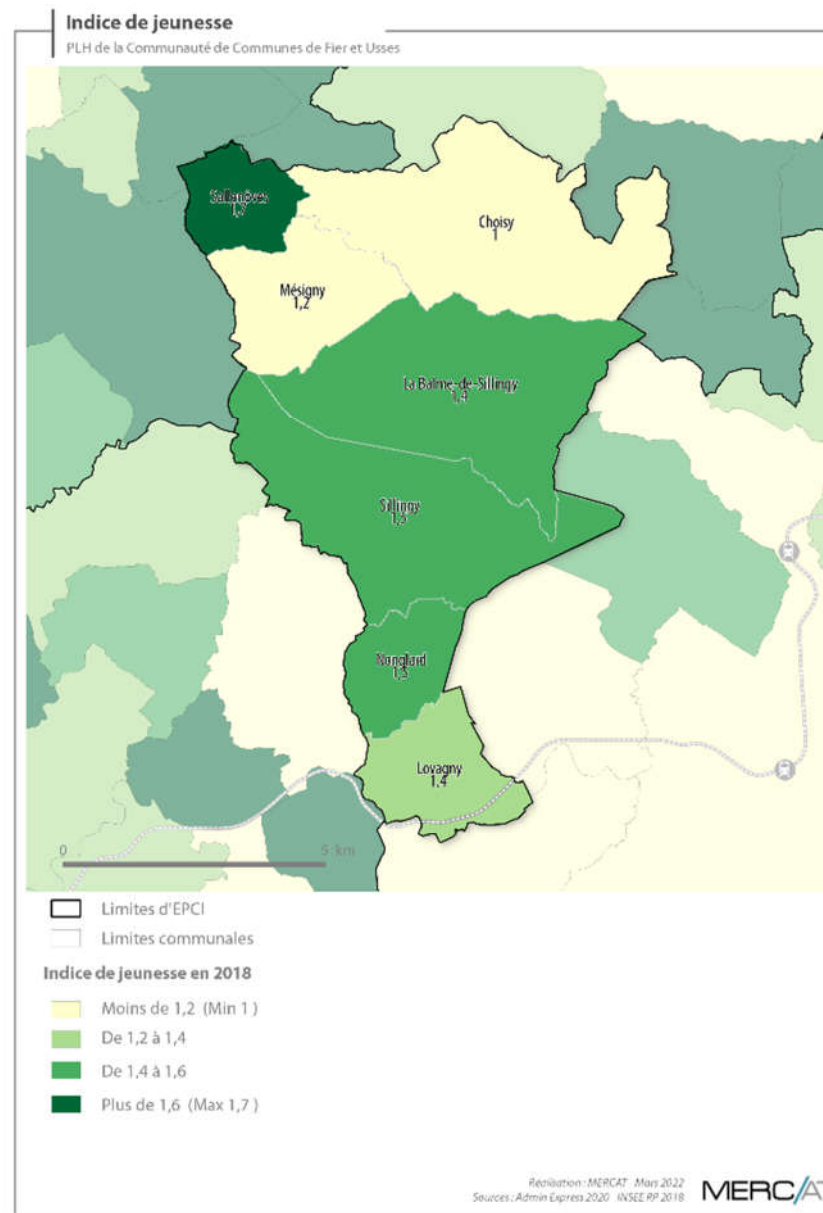 Indice de jeunesse
PLH de la Communauté de Communes de Fier et Usses
Sallenôves
1,7
Choisy
1
Mésigny
1,2
La Balme-de-Sillingy
1,4
Sillingy
1,5
Nonglard
1,5
Lovagny
1,4
0 5 km
Limites d'EPCI
Limites communales
Indice de jeunesse en 2018
Moins de 1,2 (Min 1 )
De 1,2 à 1,4
De 1,4 à 1,6
Plus de 1,6 (Max 1,7 )
Réalisation : MERCAT Mars 2022
Sources : Admin Express 2020 INSEE RP 2018
MERC/AT